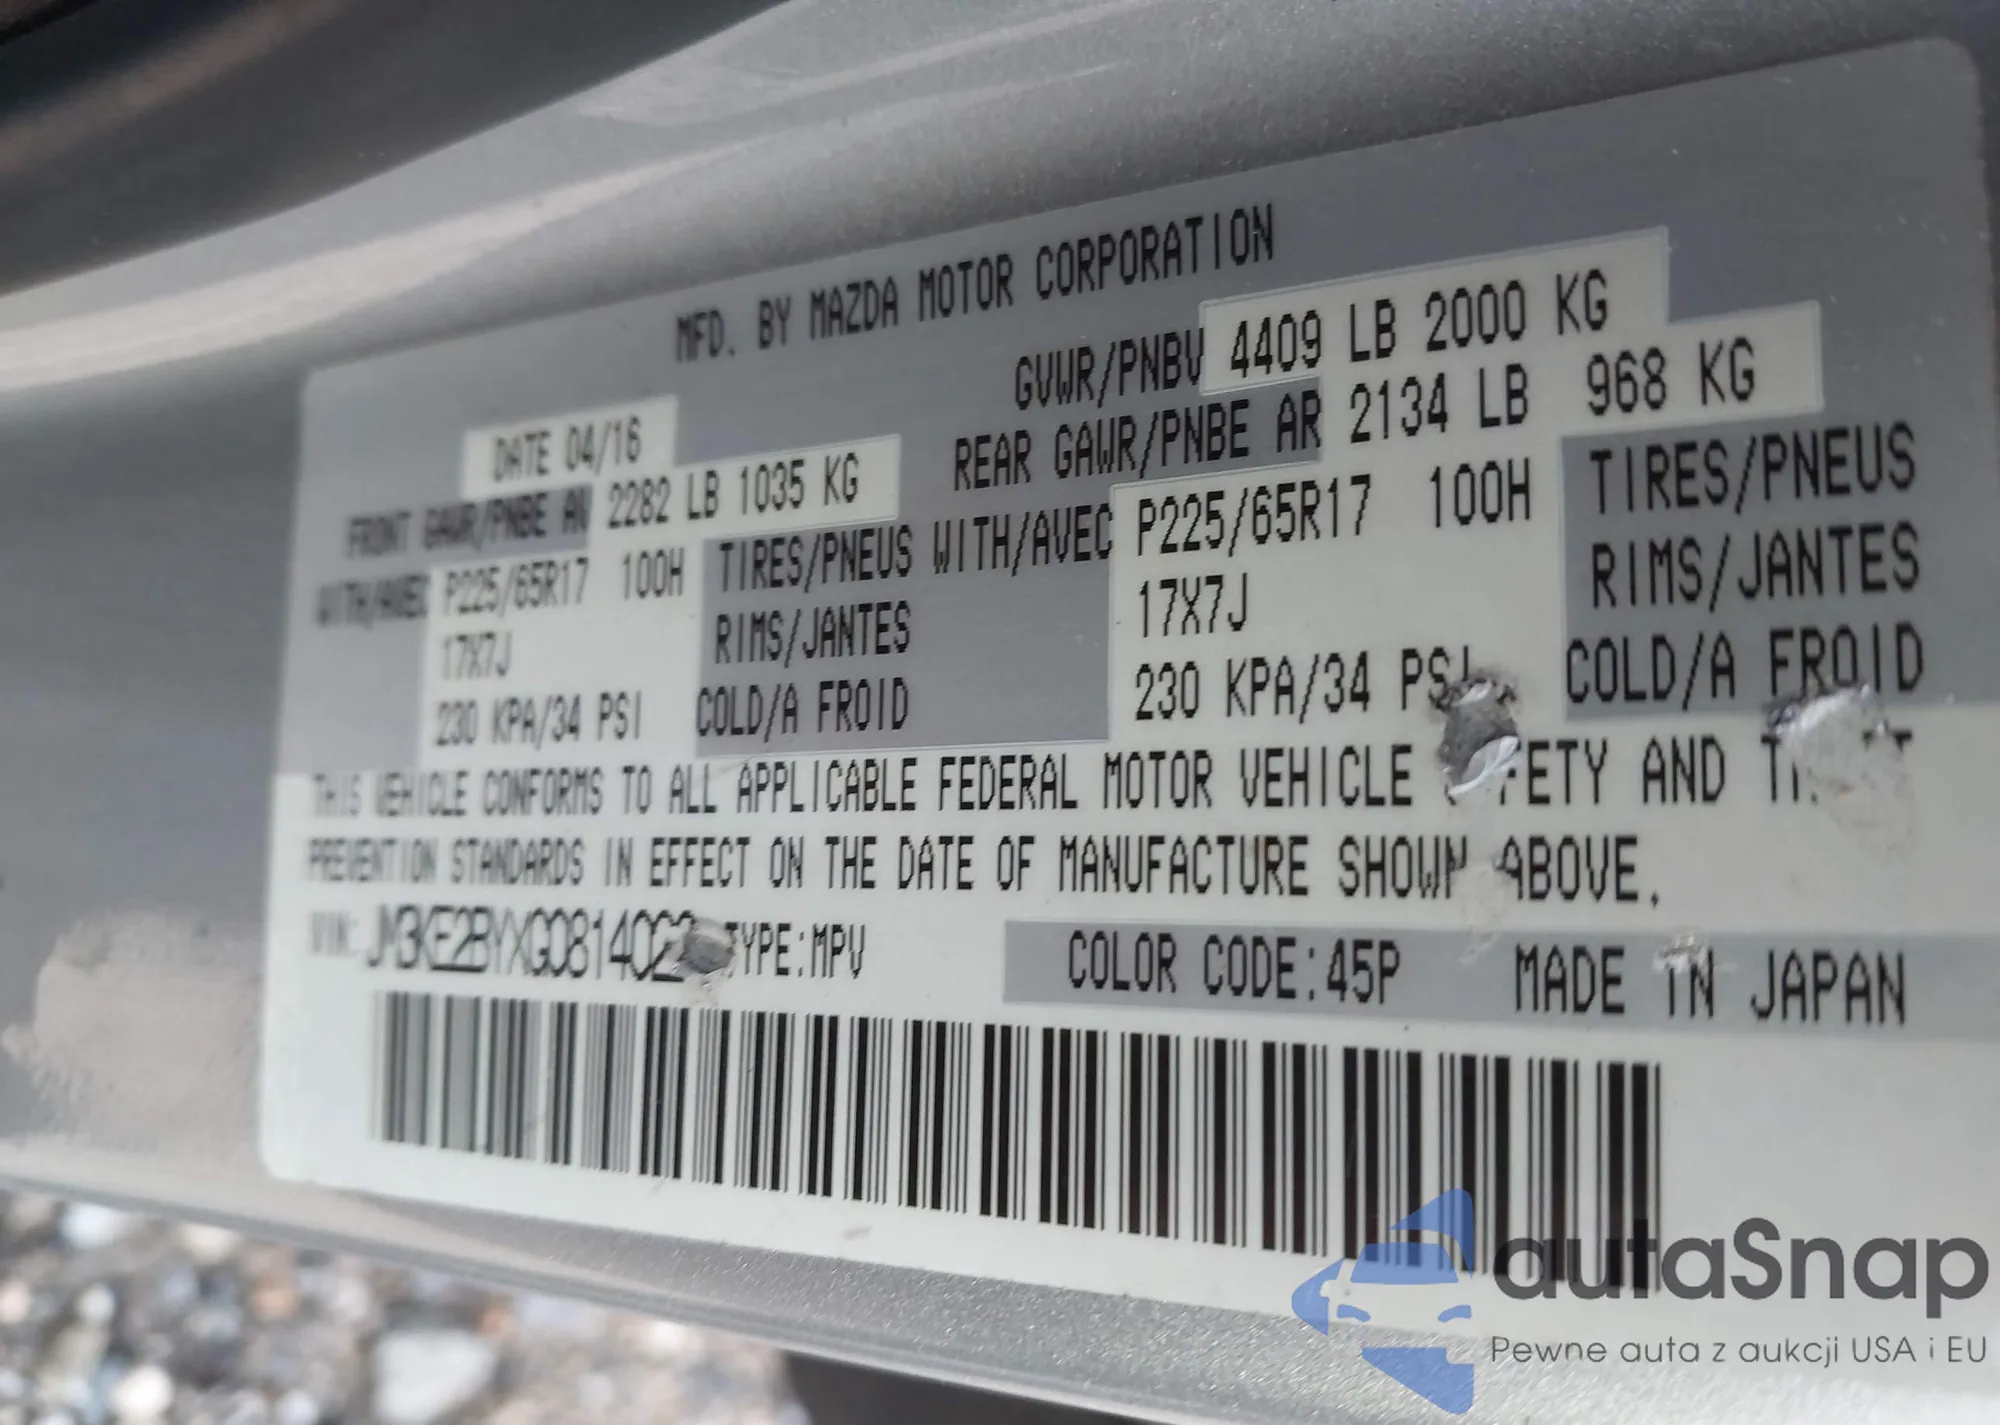 MFD. BY MAZDA MOTOR CORPORATION
DATE 04/16 GVWR/PNBV 4409 LB 2000 KG
FRONT GAWR/PNBE AV 2282 LB 1035 KG REAR GAWR/PNBE AR 2134 LB 968 KG
WITH/AVEC P225/65R17 100H TIRES/PNEUS WITH/AVEC P225/65R17 100H TIRES/PNEUS
17X7J RIMS/JANTES 17X7J RIMS/JANTES
230 KPA/34 PSI COLD/A FROID 230 KPA/34 PSI COLD/A FROID
THIS VEHICLE CONFORMS TO ALL APPLICABLE FEDERAL MOTOR VEHICLE AND
PREVENTION STANDARDS IN EFFECT ON THE DATE OF MANUFACTURE SHOWN ABOVE.
VIN: TYPE:MPV COLOR CODE:45P MADE IN JAPAN
autaSnap
Pewne auta z aukcji USA i EU